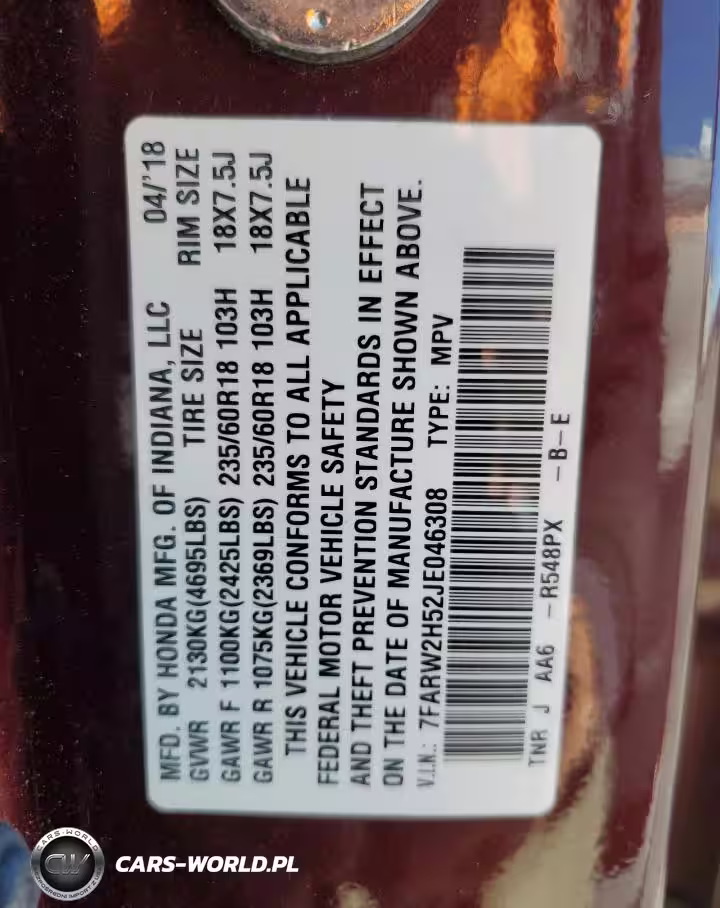 MFD. BY HONDA MFG. OF INDIANA, LLC 04/'18
GVWR 2130KG(4695LBS) TIRE SIZE RIM SIZE
GAWR F 1100KG(2425LBS) 235/60R18 103H 18X7.5J
GAWR R 1075KG(2369LBS) 235/60R18 103H 18X7.5J
THIS VEHICLE CONFORMS TO ALL APPLICABLE
FEDERAL MOTOR VEHICLE SAFETY
AND THEFT PREVENTION STANDARDS IN EFFECT
ON THE DATE OF MANUFACTURE SHOWN ABOVE.
V.I.N.: 7FARW2H52JE046308 TYPE: MPV
TNR J AA6 -R548PX -B-E
CARS-WORLD
CW
CARS-WORLD.PL